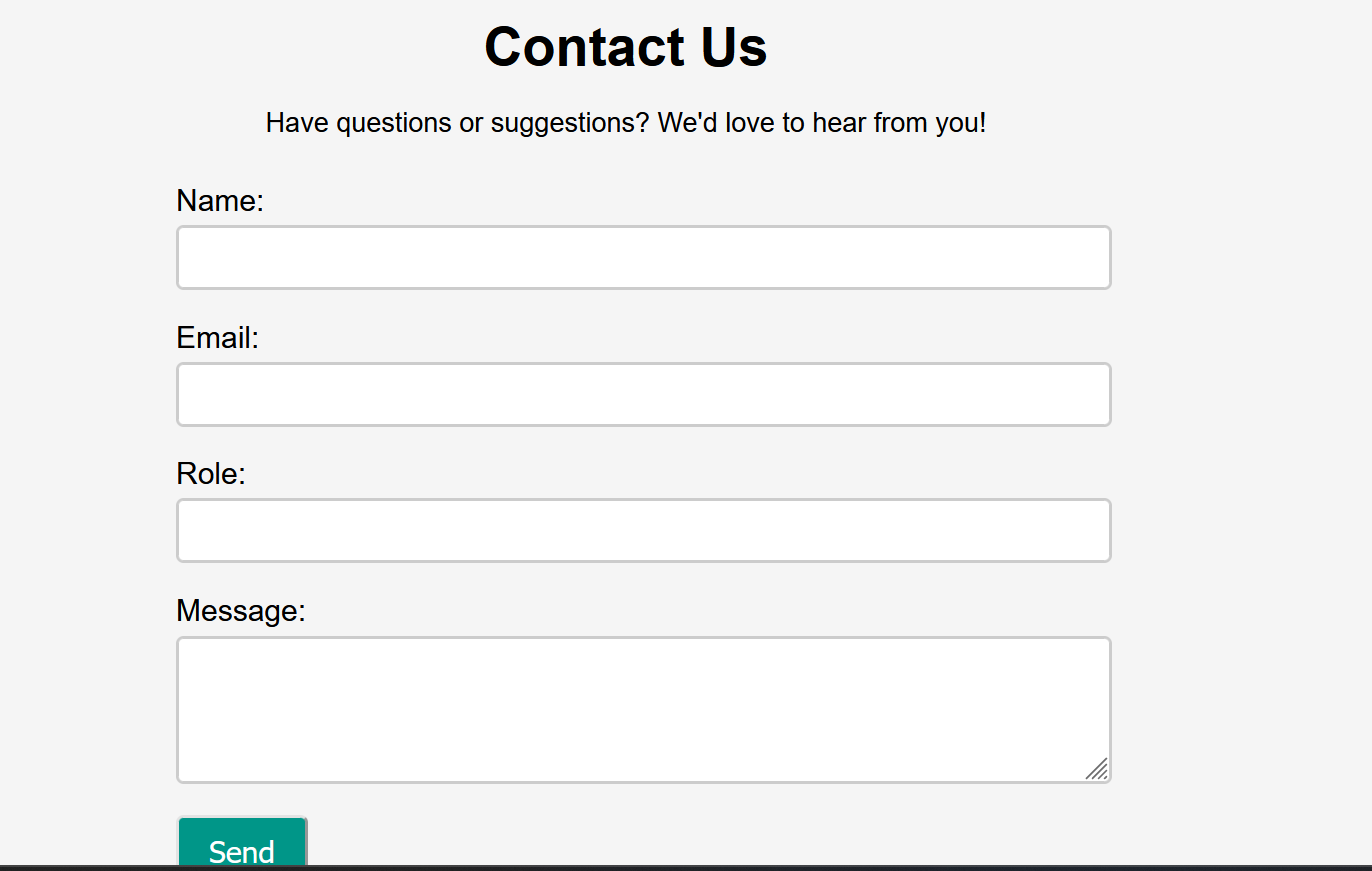 Contact Us
Have questions or suggestions? We'd love to hear from you!
Name:
Email:
Role:
Message:
Send